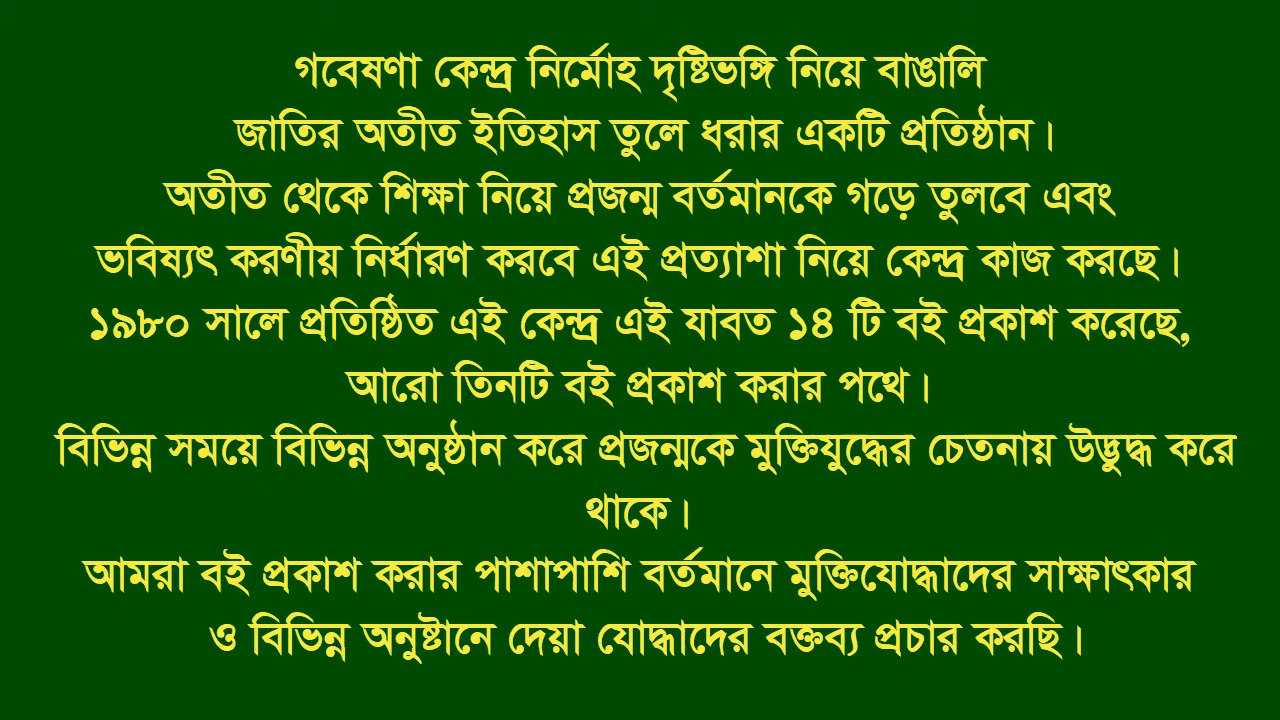 গবেষণা কেন্দ্র নির্মোহ দৃষ্টিভঙ্গি নিয়ে বাঙালি
জাতির অতীত ইতিহাস তুলে ধরার একটি প্রতিষ্ঠান।
অতীত থেকে শিক্ষা নিয়ে প্রজন্ম বর্তমানকে গড়ে তুলবে এবং
ভবিষ্যৎ করণীয় নির্ধারণ করবে এই প্রত্যাশা নিয়ে কেন্দ্র কাজ করছে।
১৯৮০ সালে প্রতিষ্ঠিত এই কেন্দ্র এই যাবত ১৪ টি বই প্রকাশ করেছে,
আরো তিনটি বই প্রকাশ করার পথে।
বিভিন্ন সময়ে বিভিন্ন অনুষ্ঠান করে প্রজন্মকে মুক্তিযুদ্ধের চেতনায় উদ্ভুদ্ধ করে
থাকে।
আমরা বই প্রকাশ করার পাশাপাশি বর্তমানে মুক্তিযোদ্ধাদের সাক্ষাৎকার
ও বিভিন্ন অনুষ্টানে দেয়া যোদ্ধাদের বক্তব্য প্রচার করছি।